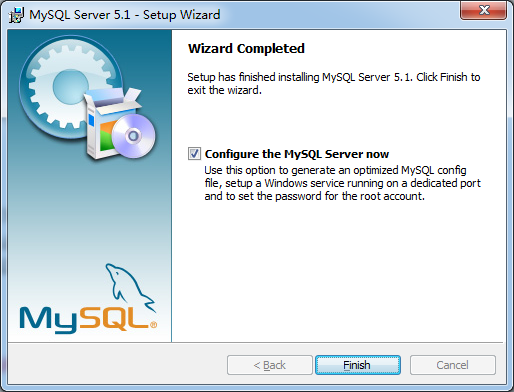 MySQL Server 5.1 - Setup Wizard
Wizard Completed
Setup has finished installing MySQL Server 5.1. Click Finish to
exit the wizard.
Configure the MySQL Server now
Use this option to generate an optimized MySQL config
file, setup a Windows service running on a dedicated port
and to set the password for the root account.
MySQL®
< Back
Finish
Cancel